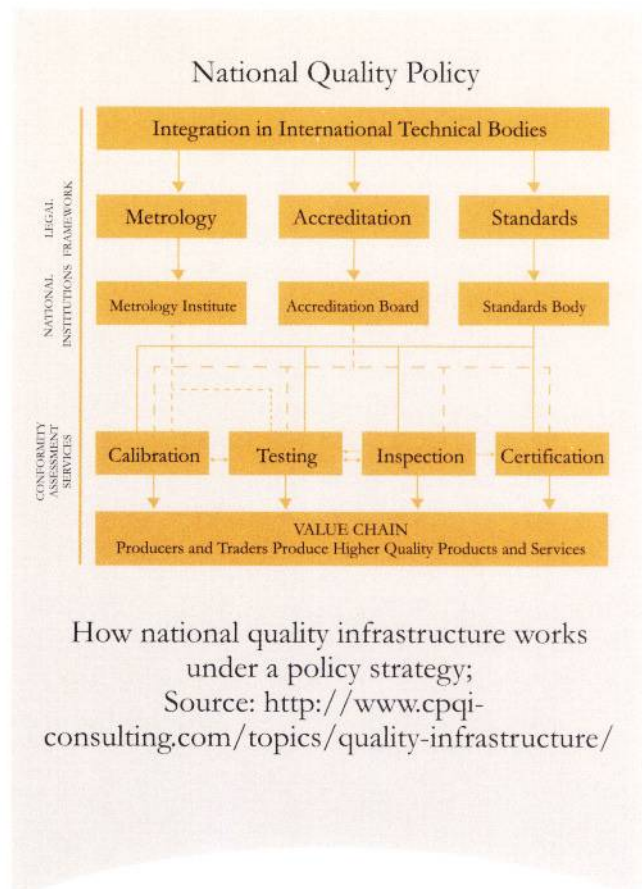 National Quality Policy
Integration in International Technical Bodies
LEGAL
FRAMEWORK
Metrology
Accreditation
Standards
NATIONAL
INSTITUTIONS
Metrology Institute
Accreditation Board
Standards Body
CONFORMITY
ASSESSMENT
SERVICES
Calibration
Testing
Inspection
Certification
VALUE CHAIN
Producers and Traders Produce Higher Quality Products and Services
How national quality infrastructure works
under a policy strategy;
Source: http://www.cpqi-
consulting.com/topics/quality-infrastructure/